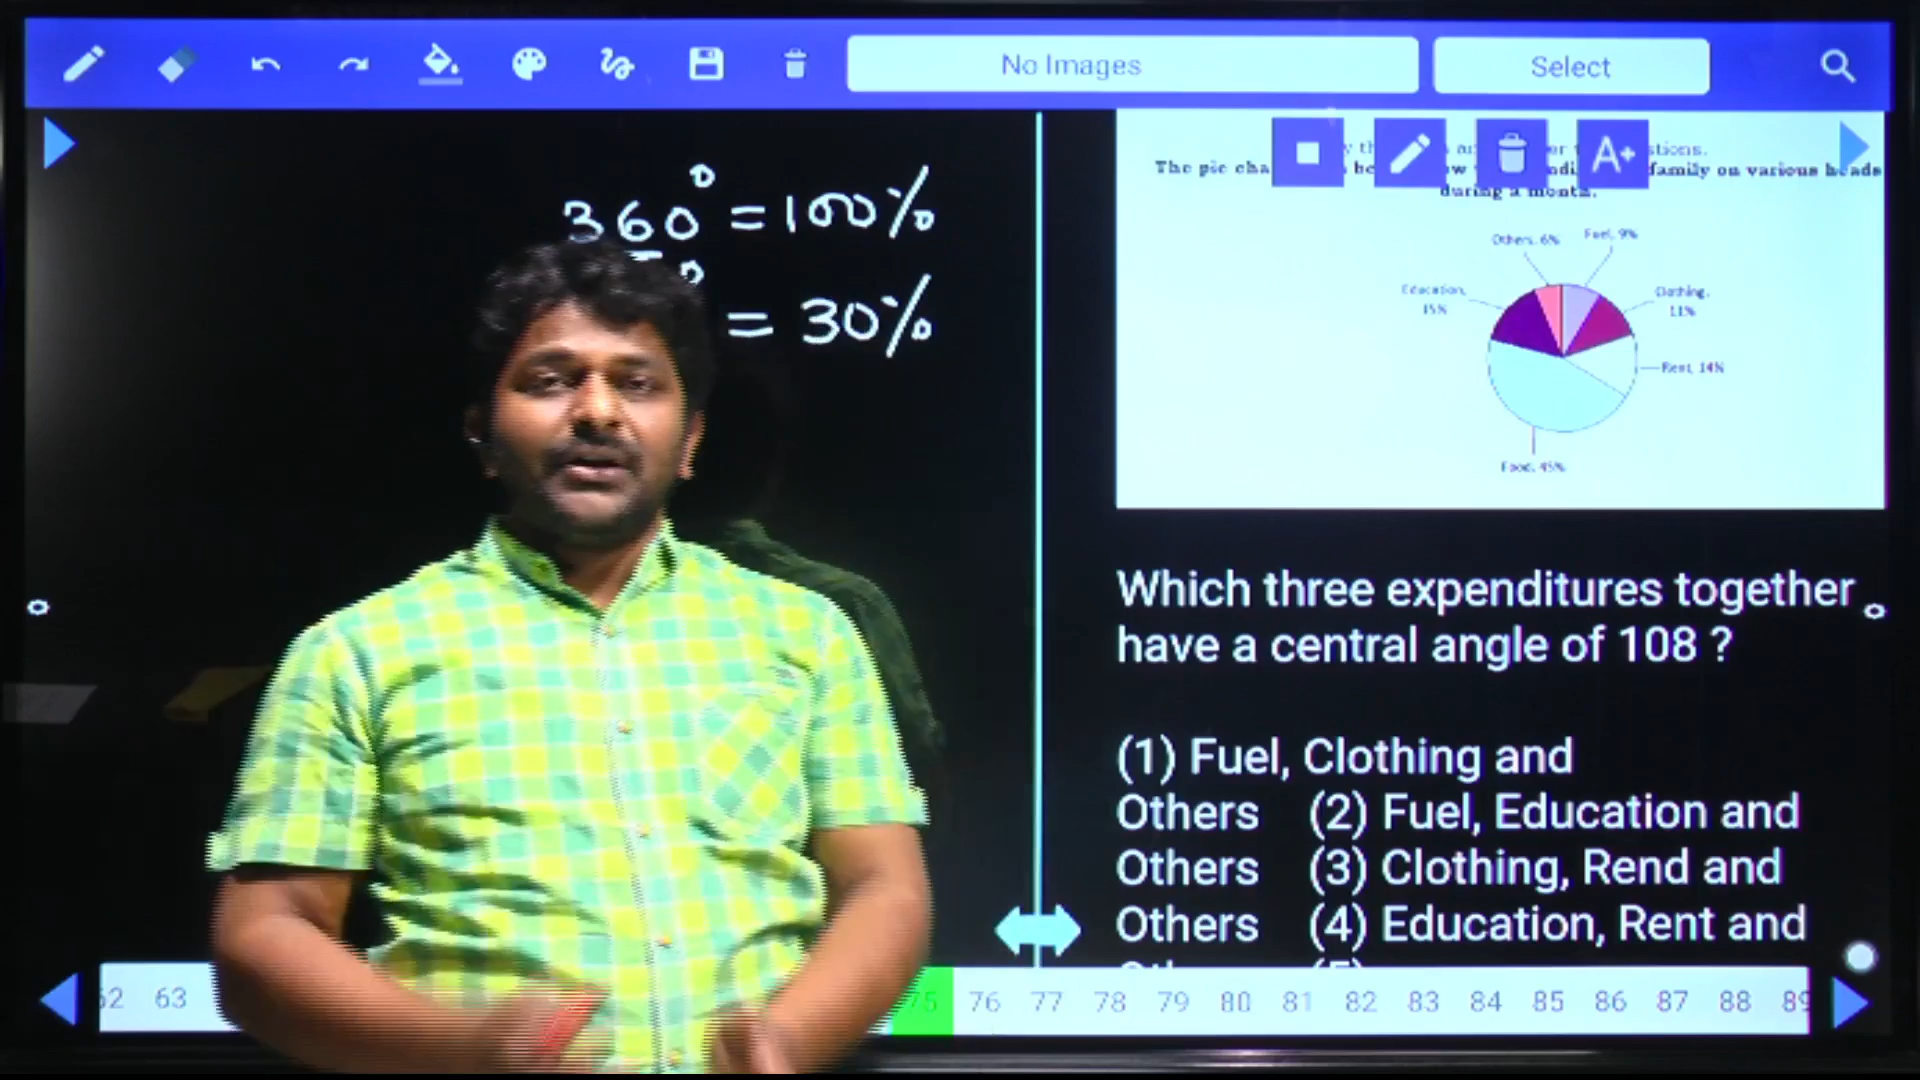 No Images
Select
360° = 100%
= 30%
The pie family on various heads
during a month.
Others, 6%
Fuel, 9%
Education,
15%
Clothing,
11%
Rent, 14%
Food, 45%
Which three expenditures together
have a central angle of 108 ?
(1) Fuel, Clothing and
Others (2) Fuel, Education and
Others (3) Clothing, Rend and
Others (4) Education, Rent and
62 63 75 76 77 78 79 80 81 82 83 84 85 86 87 88 89